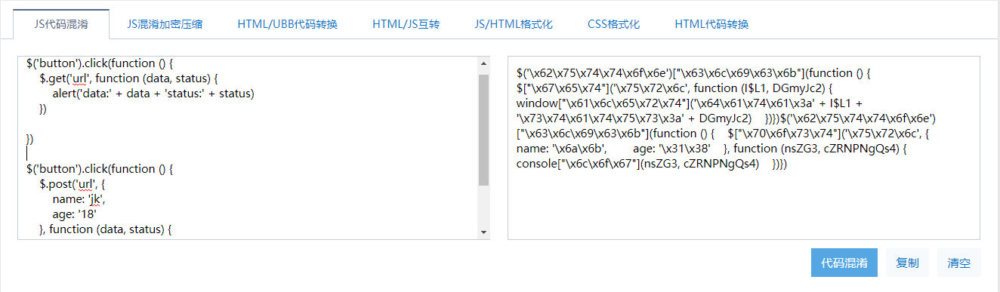 JS代码混淆 JS混淆加密压缩 HTML/UBB代码转换 HTML/JS互转 JS/HTML格式化 CSS格式化 HTML代码转换
$('button').click(function () {
    $.get('url', function (data, status) {
        alert('data:' + data + 'status:' + status)
    })
})
$('button').click(function () {
    $.post('url', {
        name: 'jk',
        age: '18'
    }, function (data, status) {
$('\x62\x75\x74\x74\x6f\x6e')["\x63\x6c\x69\x63\x6b"](function () {
$["\x67\x65\x74"]('\x75\x72\x6c', function (I$L1, DGmyJc2) {
window["\x61\x6c\x65\x72\x74"]('\x64\x61\x74\x61\x3a' + I$L1 +
'\x73\x74\x61\x74\x75\x73\x3a' + DGmyJc2)    })})$('\x62\x75\x74\x74\x6f\x6e')
["\x63\x6c\x69\x63\x6b"](function () {    $["\x70\x6f\x73\x74"]('\x75\x72\x6c', {
name: '\x6a\x6b',        age: '\x31\x38'    }, function (nsZG3, cZRNPNgQs4) {
console["\x6c\x6f\x67"](nsZG3, cZRNPNgQs4)    })})
代码混淆 复制 清空